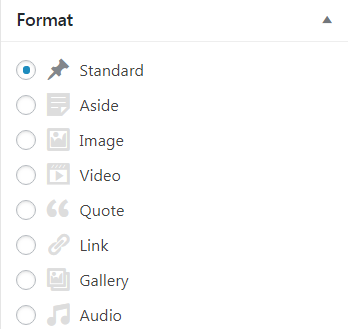 Format
Standard
Aside
Image
Video
Quote
Link
Gallery
Audio